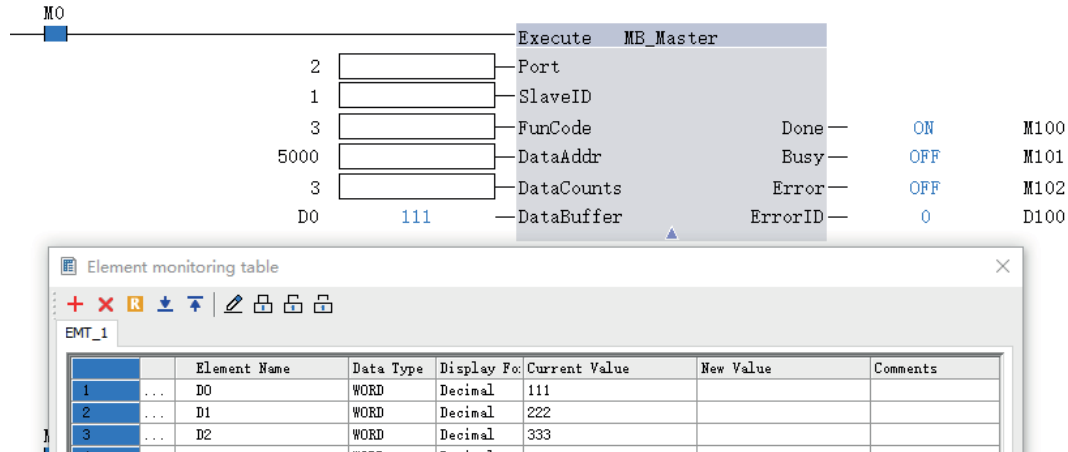 M0
Execute MB_Master
2 Port
1 SlaveID
3 FunCode Done ON M100
5000 DataAddr Busy OFF M101
3 DataCounts Error OFF M102
D0 111 DataBuffer ErrorID 0 D100
Element monitoring table
R
EMT_1
Element Name Data Type Display Fo: Current Value New Value Comments
1 ... D0 WORD Decimal 111
2 ... D1 WORD Decimal 222
3 ... D2 WORD Decimal 333